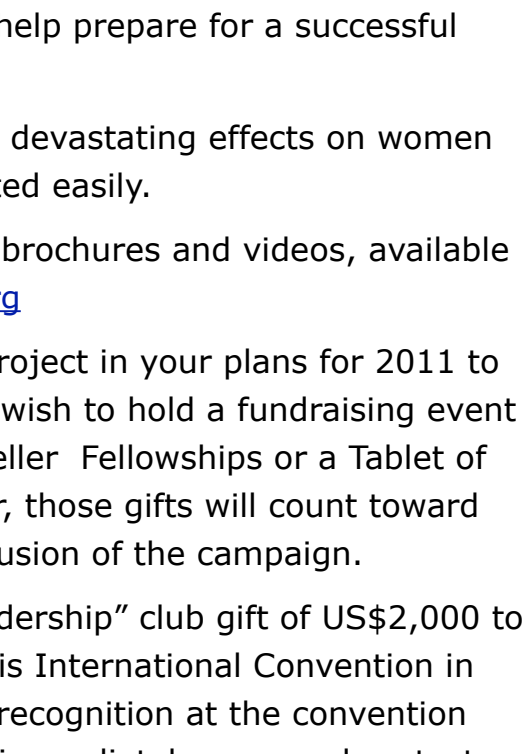 help prepare for a successful
devastating effects on women
ted easily.
brochures and videos, available
rg
roject in your plans for 2011 to
wish to hold a fundraising event
eller Fellowships or a Tablet of
r, those gifts will count toward
usion of the campaign.
dership” club gift of US$2,000 to
is International Convention in
recognition at the convention